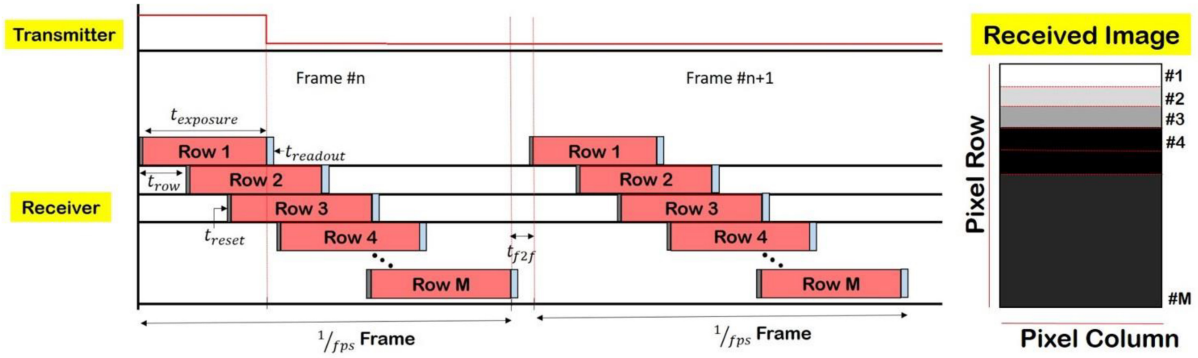 Transmitter
Received Image
Frame #n
Frame #n+1
#1
#2
#3
#4
t_exposure
Row 1
t_readout
Row 1
t_row
Row 2
Row 2
Pixel Row
Receiver
Row 3
Row 3
t_reset
Row 4
t_f2f
Row 4
Row M
Row M
#M
1/fps Frame
1/fps Frame
Pixel Column